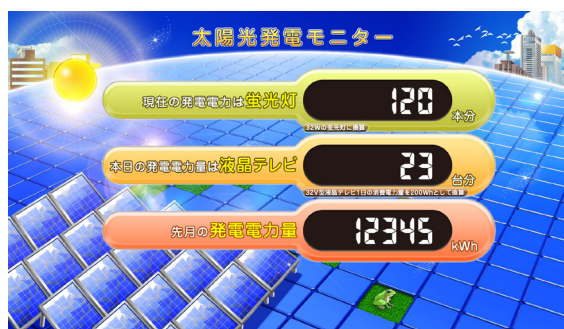 太陽光発電モニター
現在の発電電力は蛍光灯 120 本分
32Wの蛍光灯に換算
本日の発電電力量は液晶テレビ 23 台分
32V型液晶テレビ1日の消費電力量を200Whとして換算
先月の発電電力量 12345 kWh